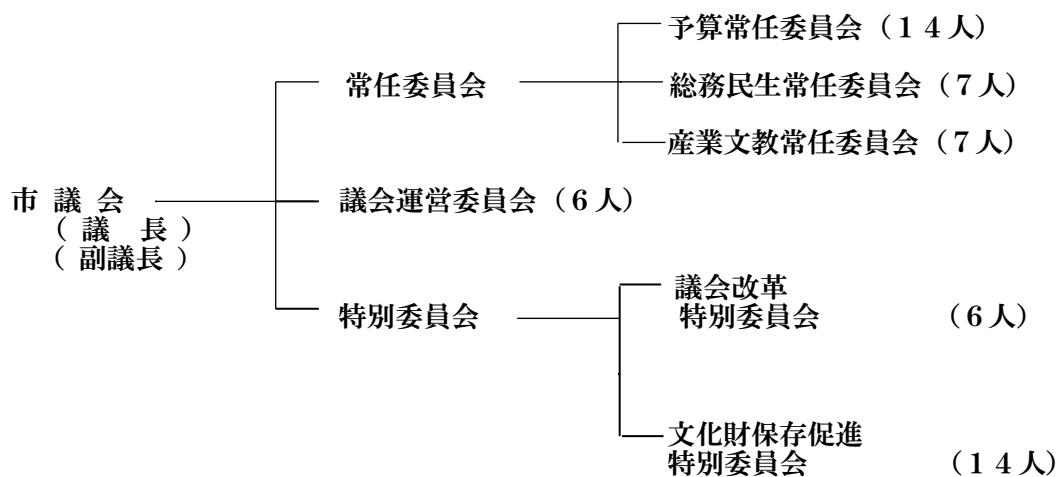 予算常任委員会（１４人）
常任委員会
総務民生常任委員会（７人）
産業文教常任委員会（７人）
市 議 会
（ 議　長 ）
（ 副議長 ）
議会運営委員会（６人）
特別委員会
議会改革
特別委員会　（６人）
文化財保存促進
特別委員会　（１４人）